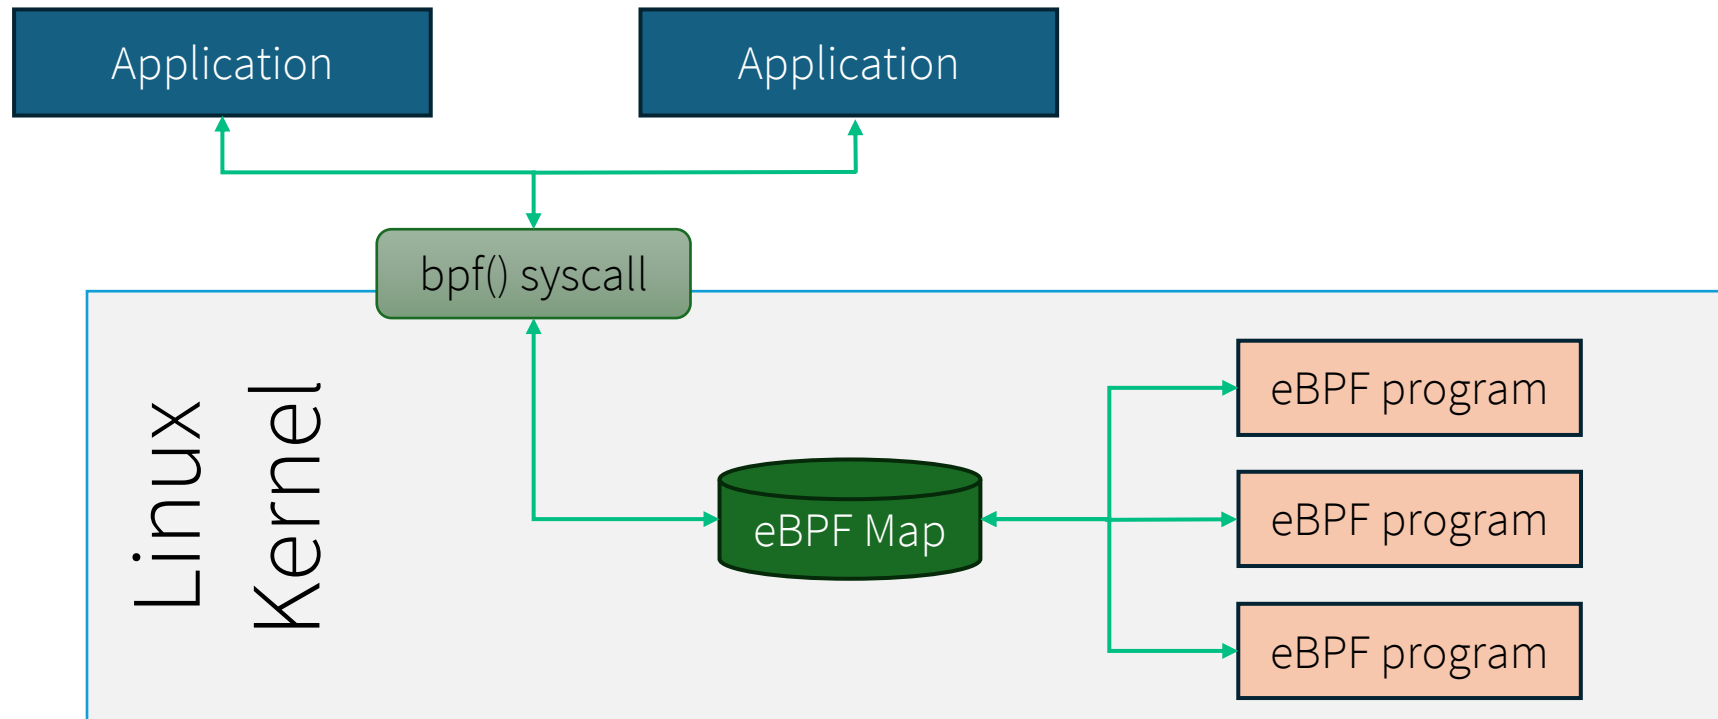 Application
Application
bpf() syscall
Linux
Kernel
eBPF program
eBPF Map
eBPF program
eBPF program